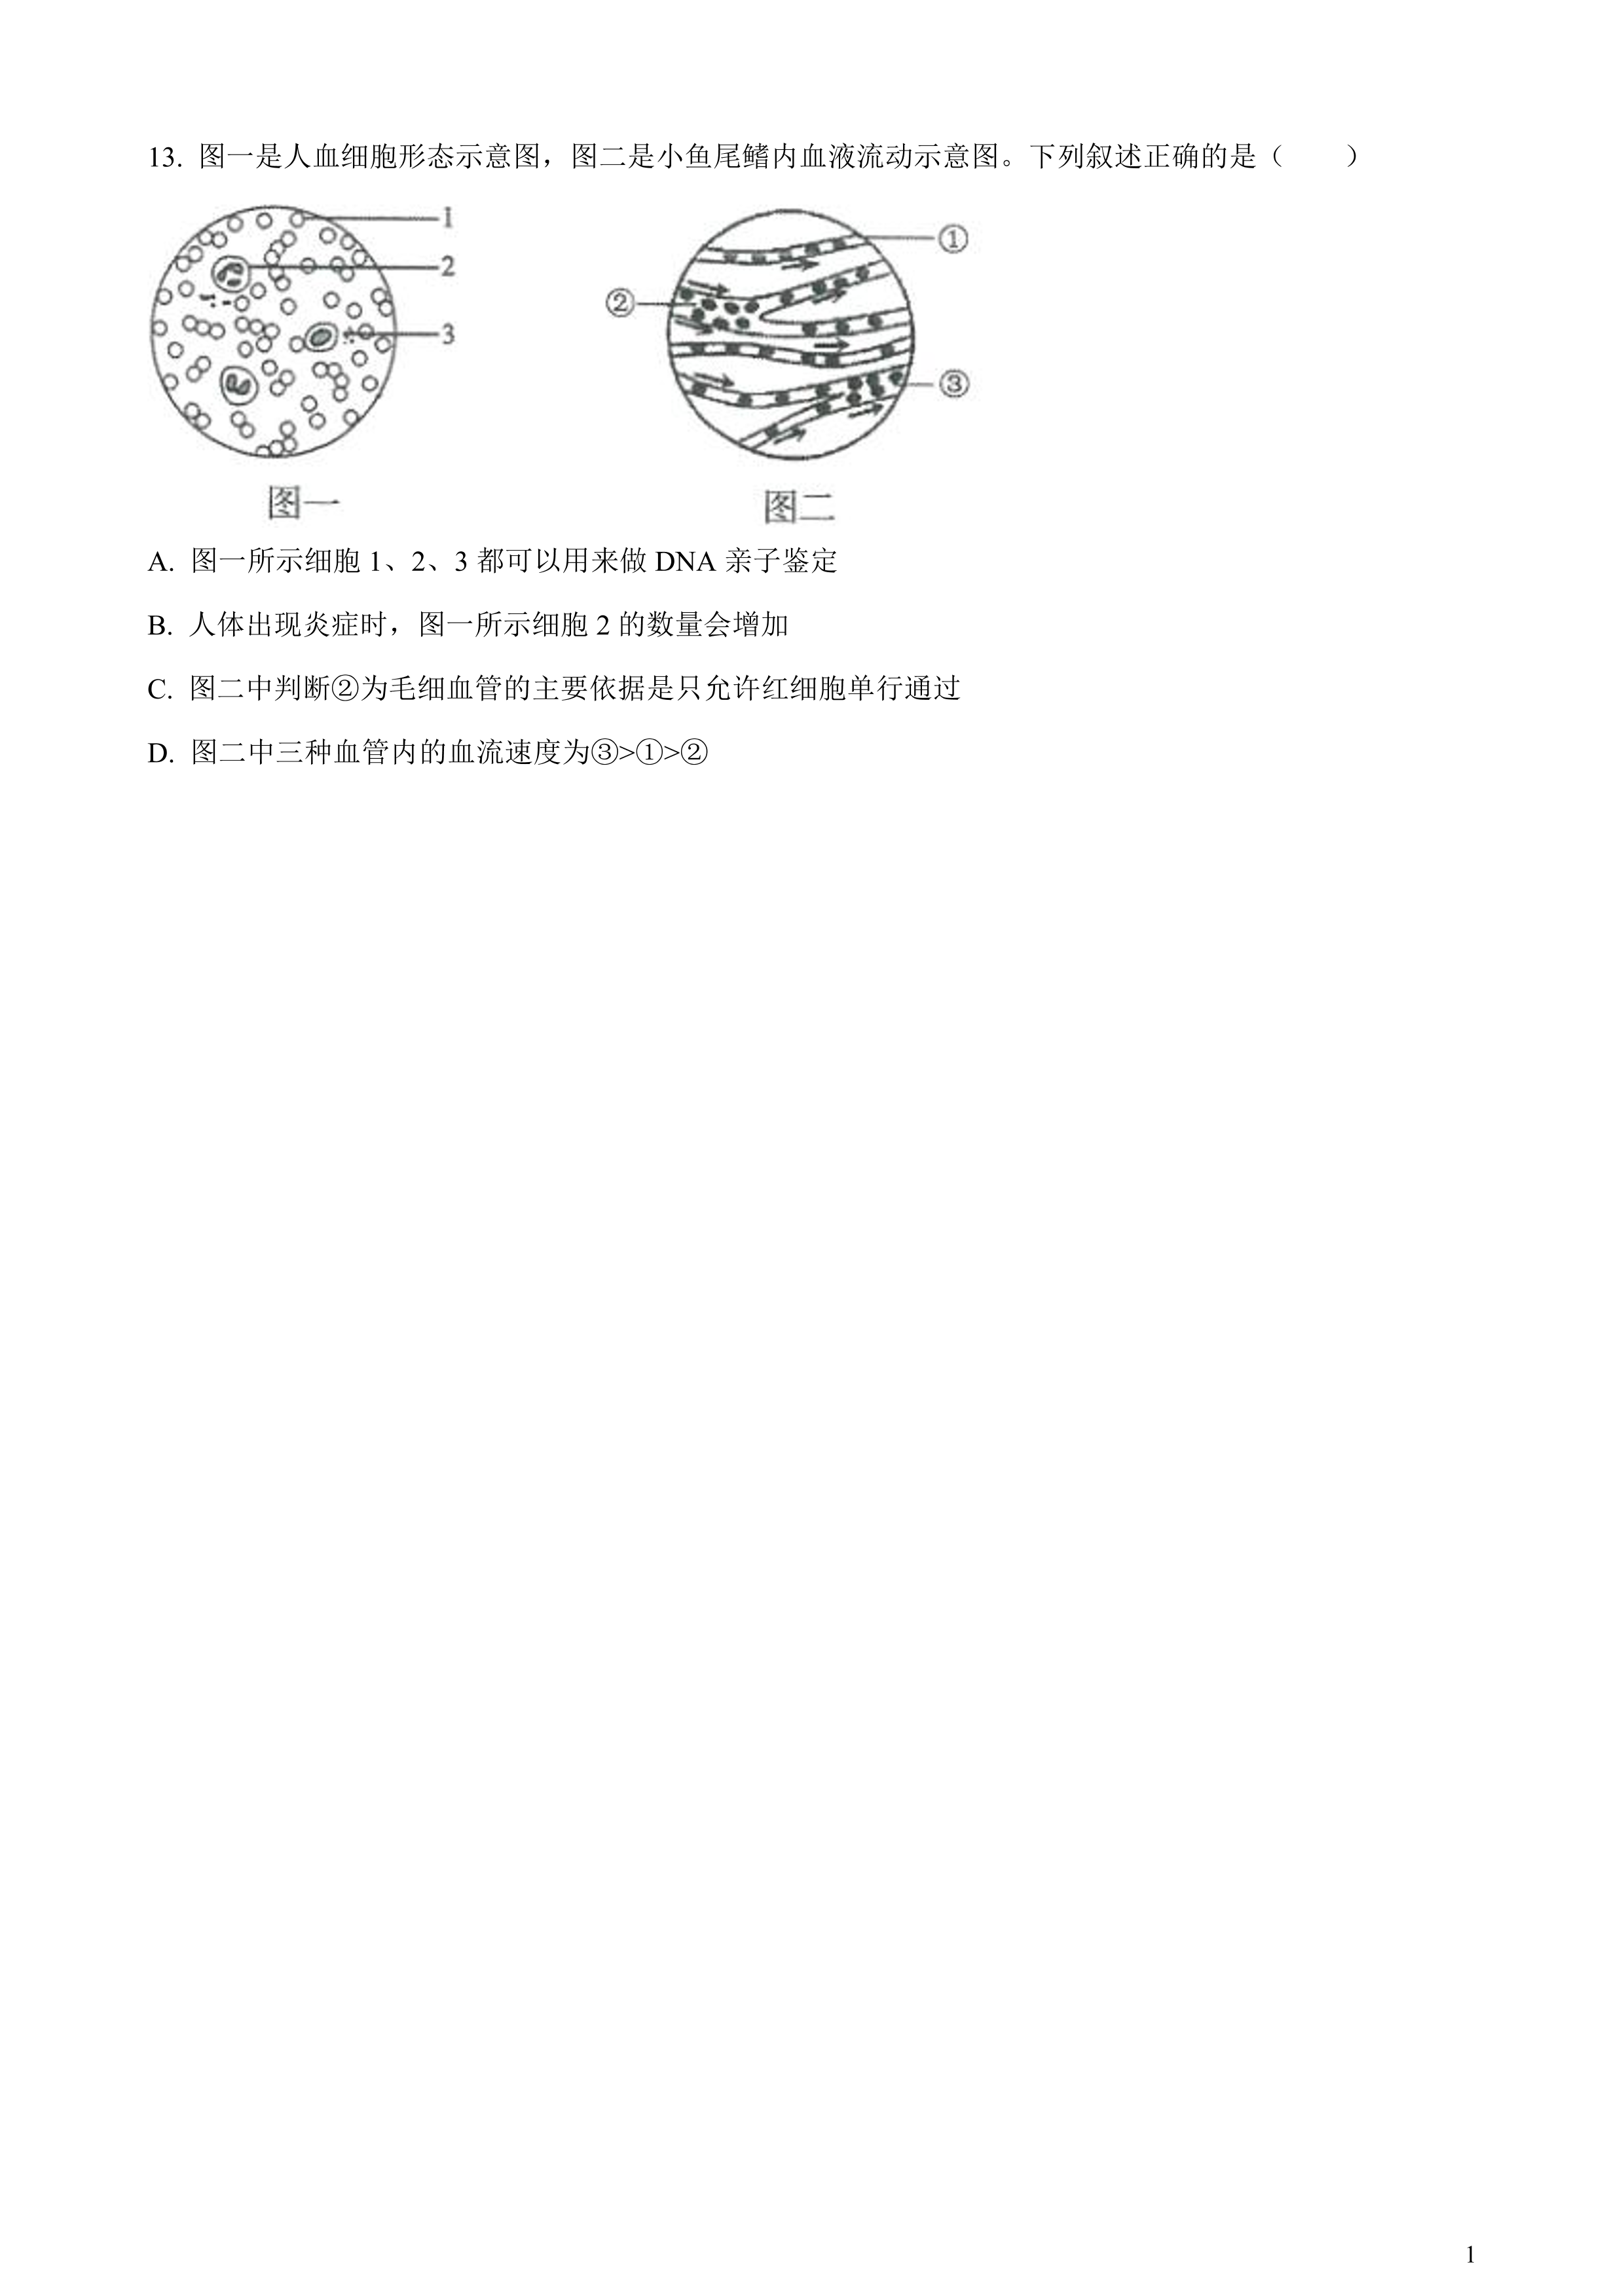 13. 图一是人血细胞形态示意图，图二是小鱼尾鳍内血液流动示意图。下列叙述正确的是（　　）
1
2
3
图一
①
②
③
图二
A. 图一所示细胞 1、2、3 都可以用来做 DNA 亲子鉴定
B. 人体出现炎症时，图一所示细胞 2 的数量会增加
C. 图二中判断②为毛细血管的主要依据是只允许红细胞单行通过
D. 图二中三种血管内的血流速度为③>①>②
1